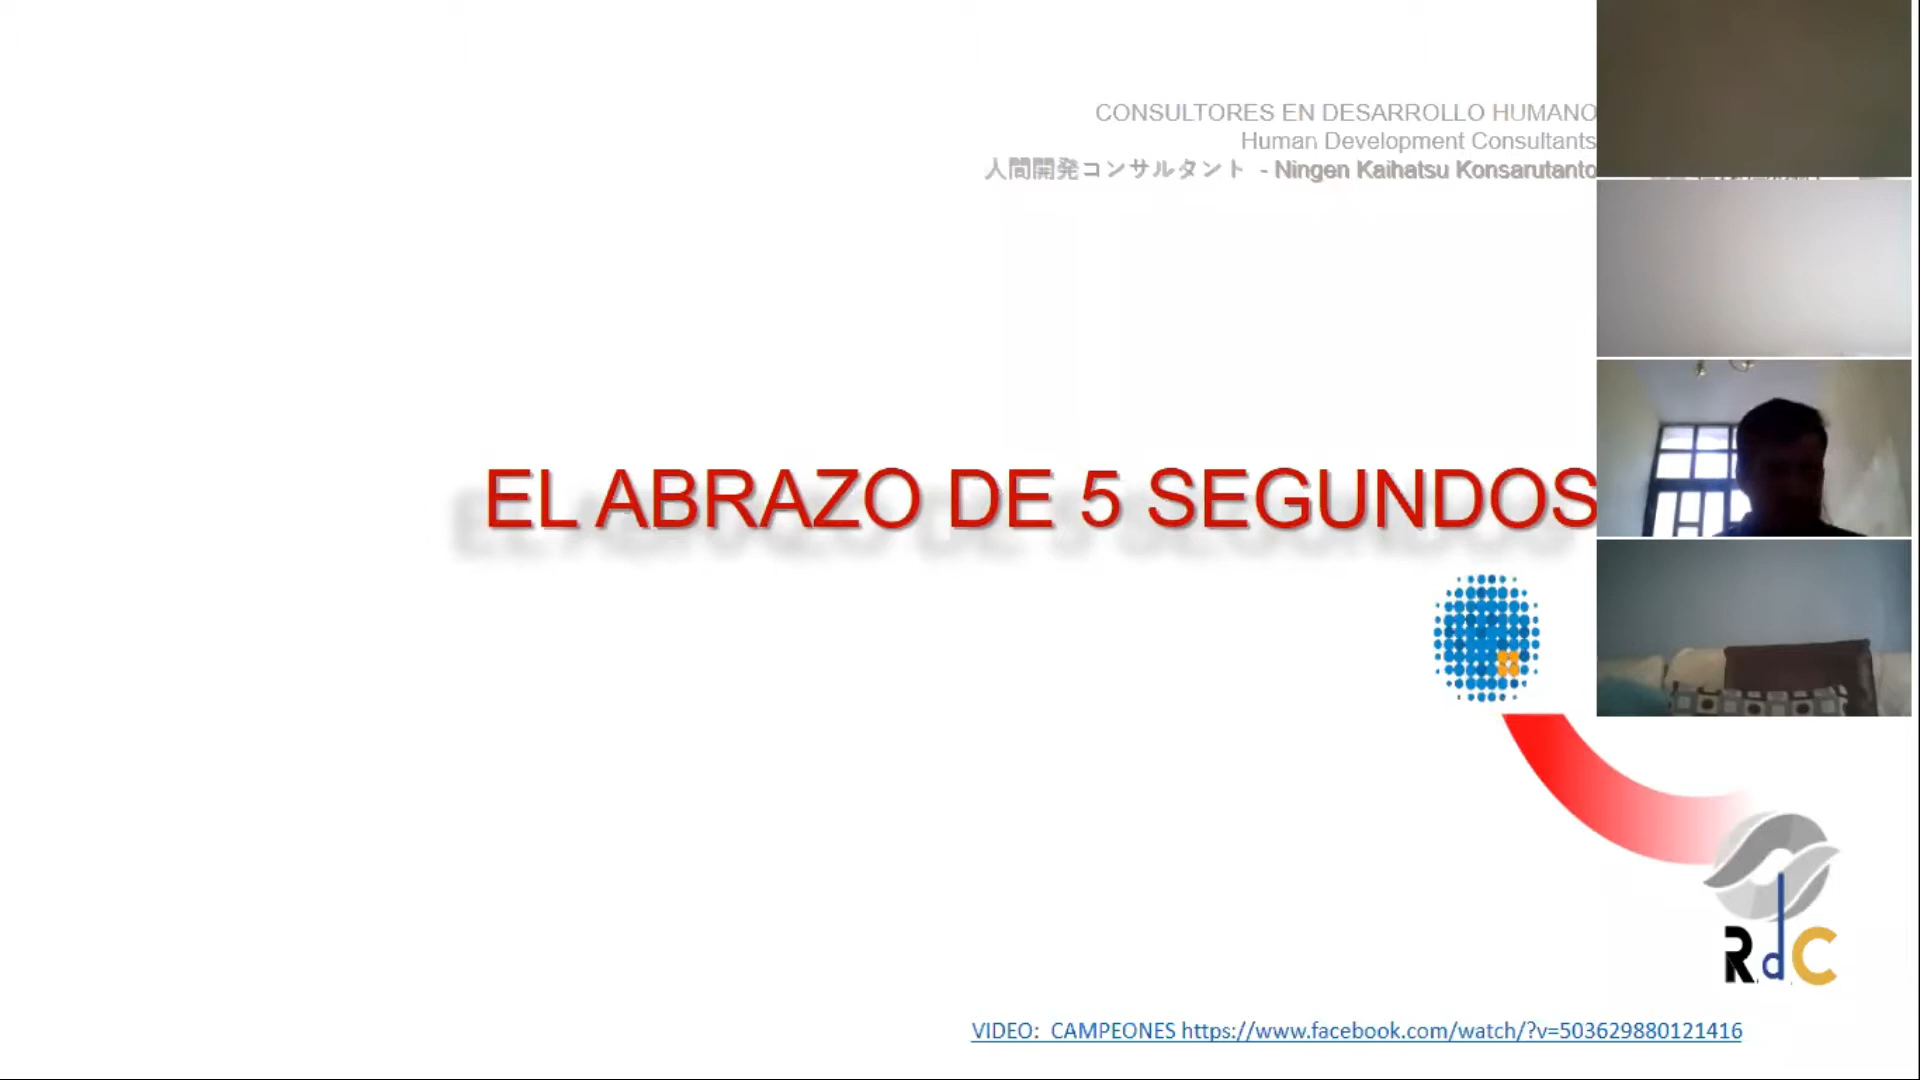 CONSULTORES EN DESARROLLO HUMANO
Human Development Consultants
人間開発コンサルタント - Ningen Kaihatsu Konsarutanto
EL ABRAZO DE 5 SEGUNDOS
R.d.C
VIDEO: CAMPEONES https://www.facebook.com/watch/?v=503629880121416